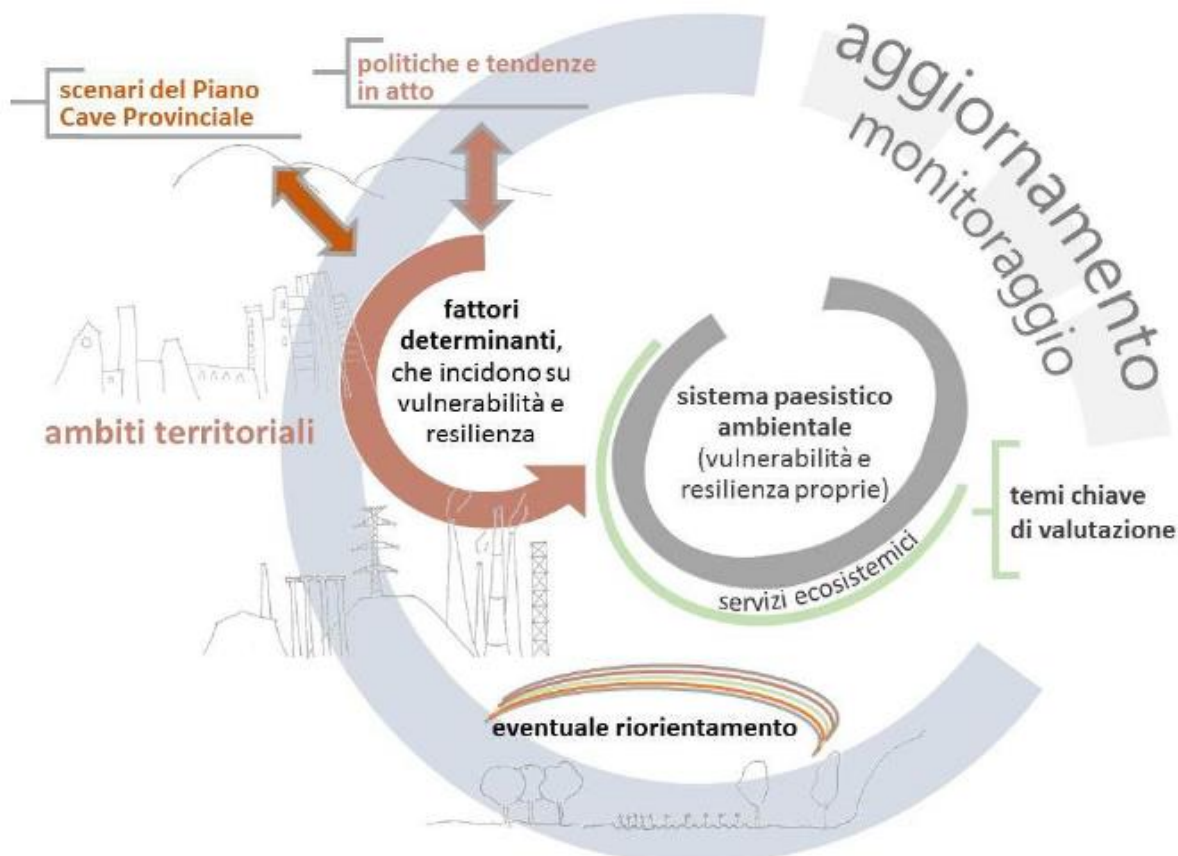 scenari del Piano
Cave Provinciale
politiche e tendenze
in atto
aggiornamento
monitoraggio
fattori
determinanti,
che incidono su
vulnerabilità e
resilienza
ambiti territoriali
sistema paesistico
ambientale
(vulnerabilità e
resilienza proprie)
servizi ecosistemici
temi chiave
di valutazione
eventuale riorientamento